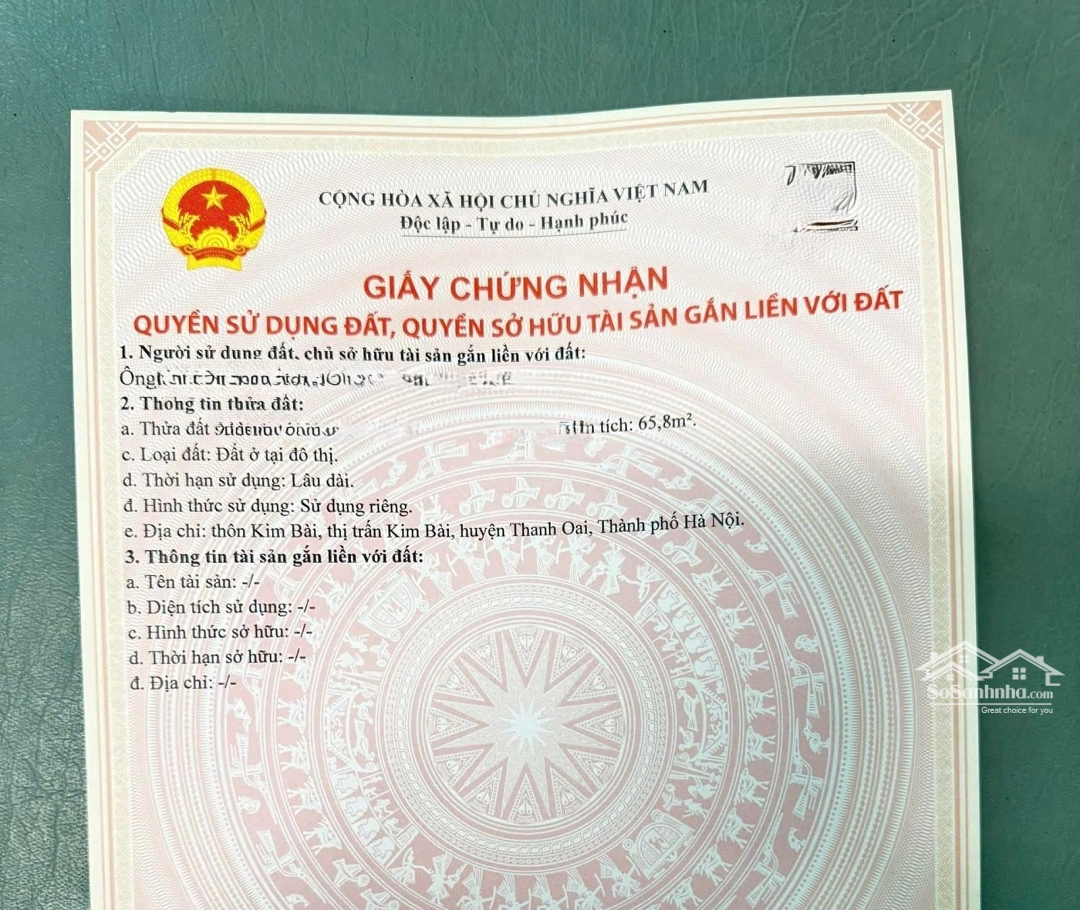 CỘNG HÒA XÃ HỘI CHỦ NGHĨA VIỆT NAM
Độc lập - Tự do - Hạnh phúc
GIẤY CHỨNG NHẬN
QUYỀN SỬ DỤNG ĐẤT, QUYỀN SỞ HỮU TÀI SẢN GẮN LIỀN VỚI ĐẤT
1. Người sử dụng đất, chủ sở hữu tài sản gắn liền với đất:
Ông
2. Thông tin thửa đất:
a. Thửa đất tích: 65,8m².
c. Loại đất: Đất ở tại đô thị.
d. Thời hạn sử dụng: Lâu dài.
đ. Hình thức sử dụng: Sử dụng riêng.
e. Địa chỉ: thôn Kim Bài, thị trấn Kim Bài, huyện Thanh Oai, Thành phố Hà Nội.
3. Thông tin tài sản gắn liền với đất:
a. Tên tài sản: -/-
b. Diện tích sử dụng: -/-
c. Hình thức sở hữu: -/-
d. Thời hạn sở hữu: -/-
đ. Địa chỉ: -/-
SoSanhnha.com
Great choice for you